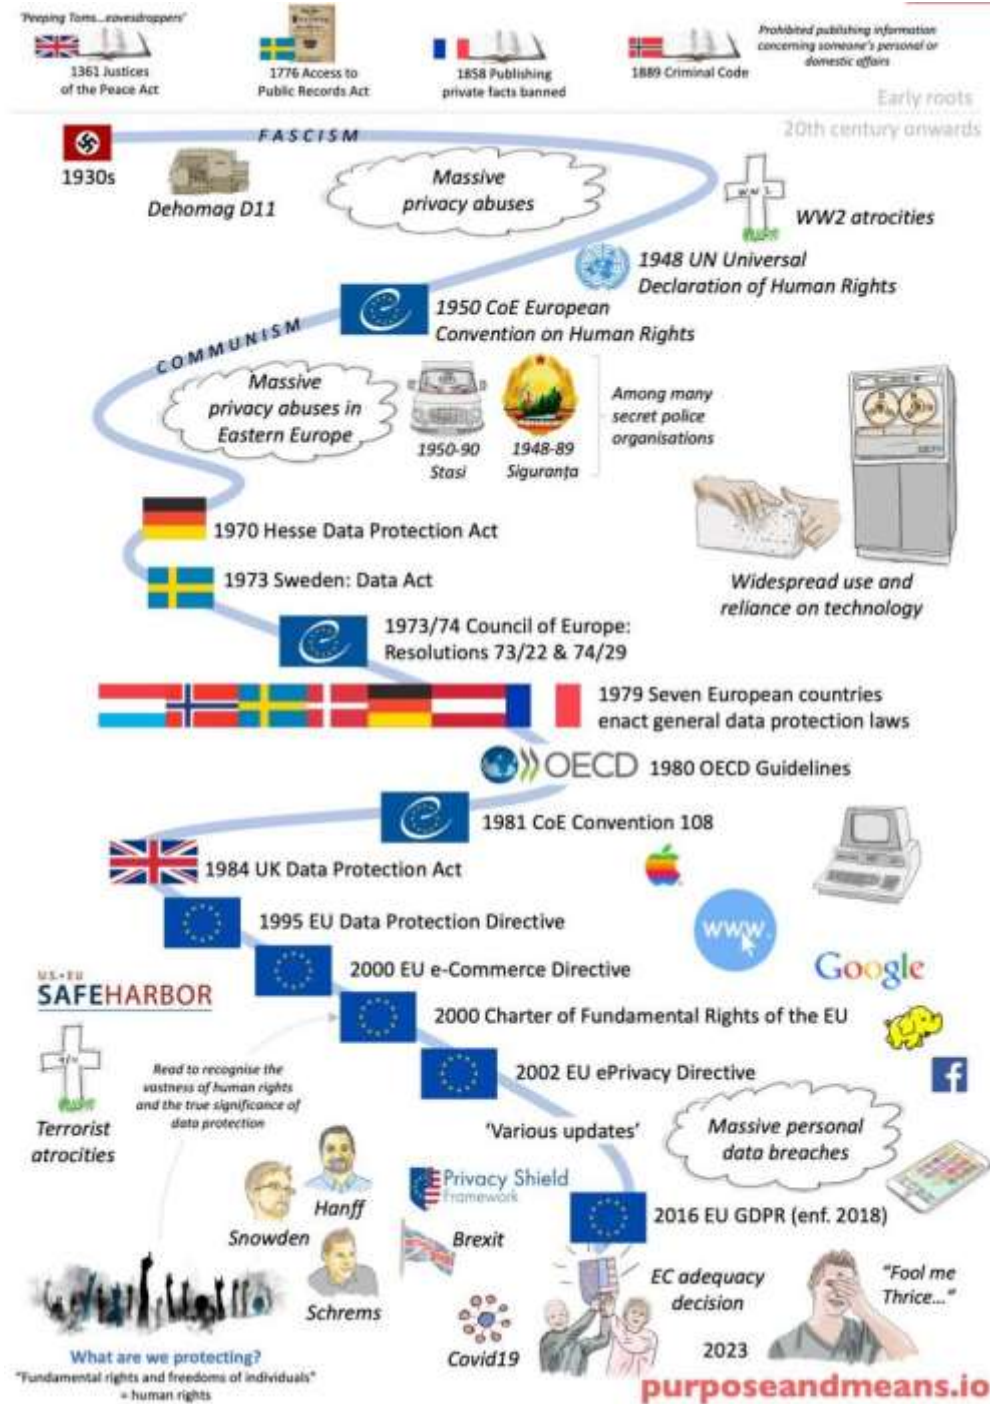 'Peeping Toms...eavesdroppers'
1361 Justices
of the Peace Act
1776 Access to
Public Records Act
1858 Publishing
private facts banned
1889 Criminal Code
Prohibited publishing information
concerning someone's personal or
domestic affairs
Early roots
20th century onwards
FASCISM
1930s
Dehomag D11
Massive
privacy abuses
WW2
WW2 atrocities
1948 UN Universal
Declaration of Human Rights
1950 CoE European
Convention on Human Rights
COMMUNISM
Massive
privacy abuses in
Eastern Europe
1950-90
Stasi
1948-89
Siguranța
Among many
secret police
organisations
1970 Hesse Data Protection Act
1973 Sweden: Data Act
Widespread use and
reliance on technology
1973/74 Council of Europe:
Resolutions 73/22 & 74/29
1979 Seven European countries
enact general data protection laws
OECD
1980 OECD Guidelines
1981 CoE Convention 108
1984 UK Data Protection Act
1995 EU Data Protection Directive
www.
2000 EU e-Commerce Directive
Google
U.S.-EU
SAFEHARBOR
2000 Charter of Fundamental Rights of the EU
9/11
Terrorist
atrocities
Read to recognise the
vastness of human rights
and the true significance of
data protection
2002 EU ePrivacy Directive
f
'Various updates'
Massive personal
data breaches
Hanff
Snowden
Schrems
Privacy Shield
Framework
Brexit
2016 EU GDPR (enf. 2018)
EC adequacy
decision
"Fool me
Thrice..."
Covid19
2023
What are we protecting?
"Fundamental rights and freedoms of individuals"
= human rights
purposeandmeans.io